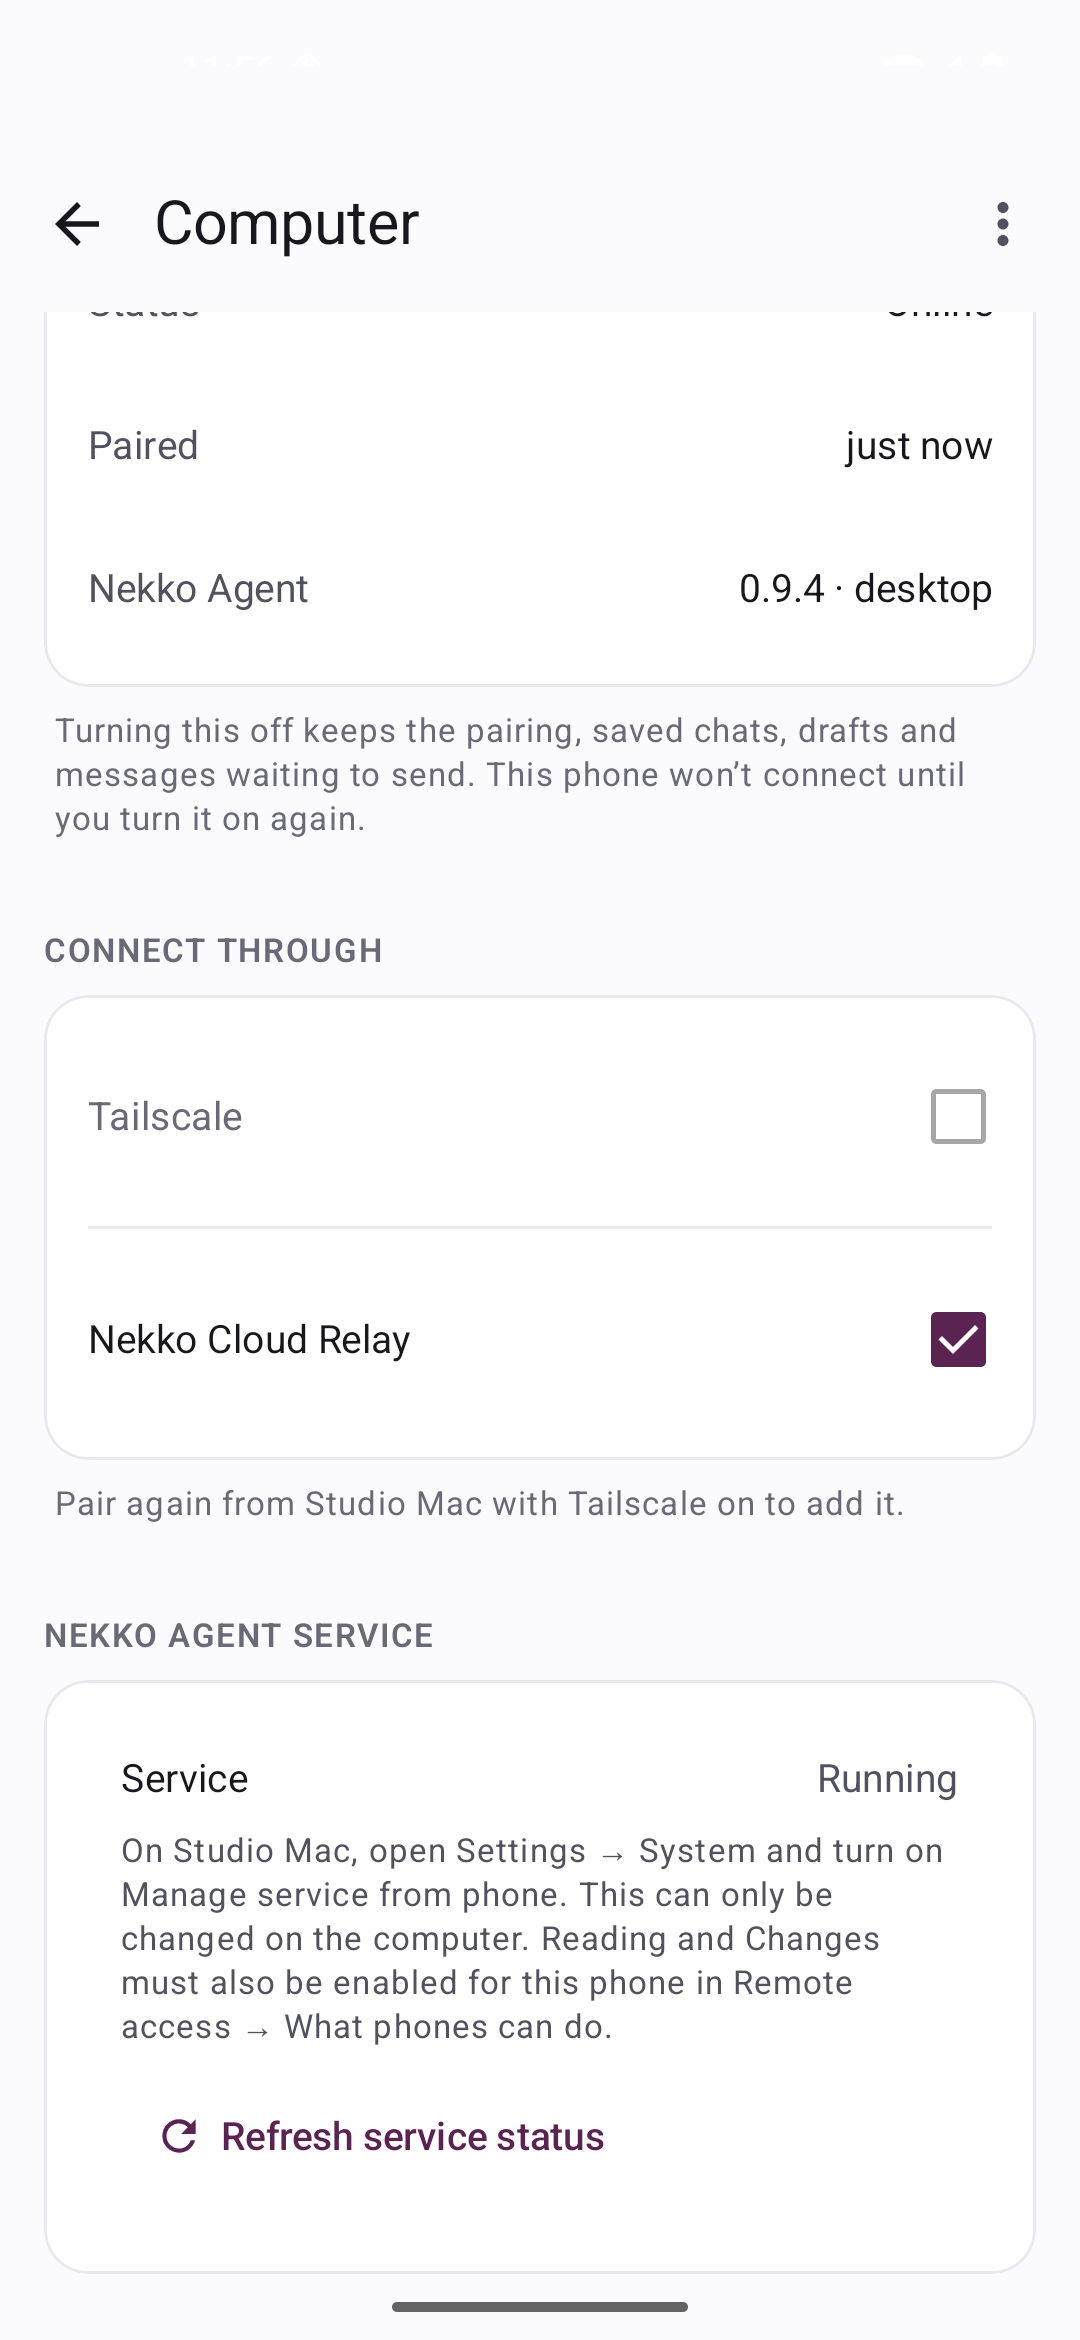 Computer
Status Online
Paired just now
Nekko Agent 0.9.4 · desktop
Turning this off keeps the pairing, saved chats, drafts and
messages waiting to send. This phone won’t connect until
you turn it on again.
CONNECT THROUGH
Tailscale
Nekko Cloud Relay
Pair again from Studio Mac with Tailscale on to add it.
NEKKO AGENT SERVICE
Service Running
On Studio Mac, open Settings → System and turn on
Manage service from phone. This can only be
changed on the computer. Reading and Changes
must also be enabled for this phone in Remote
access → What phones can do.
Refresh service status